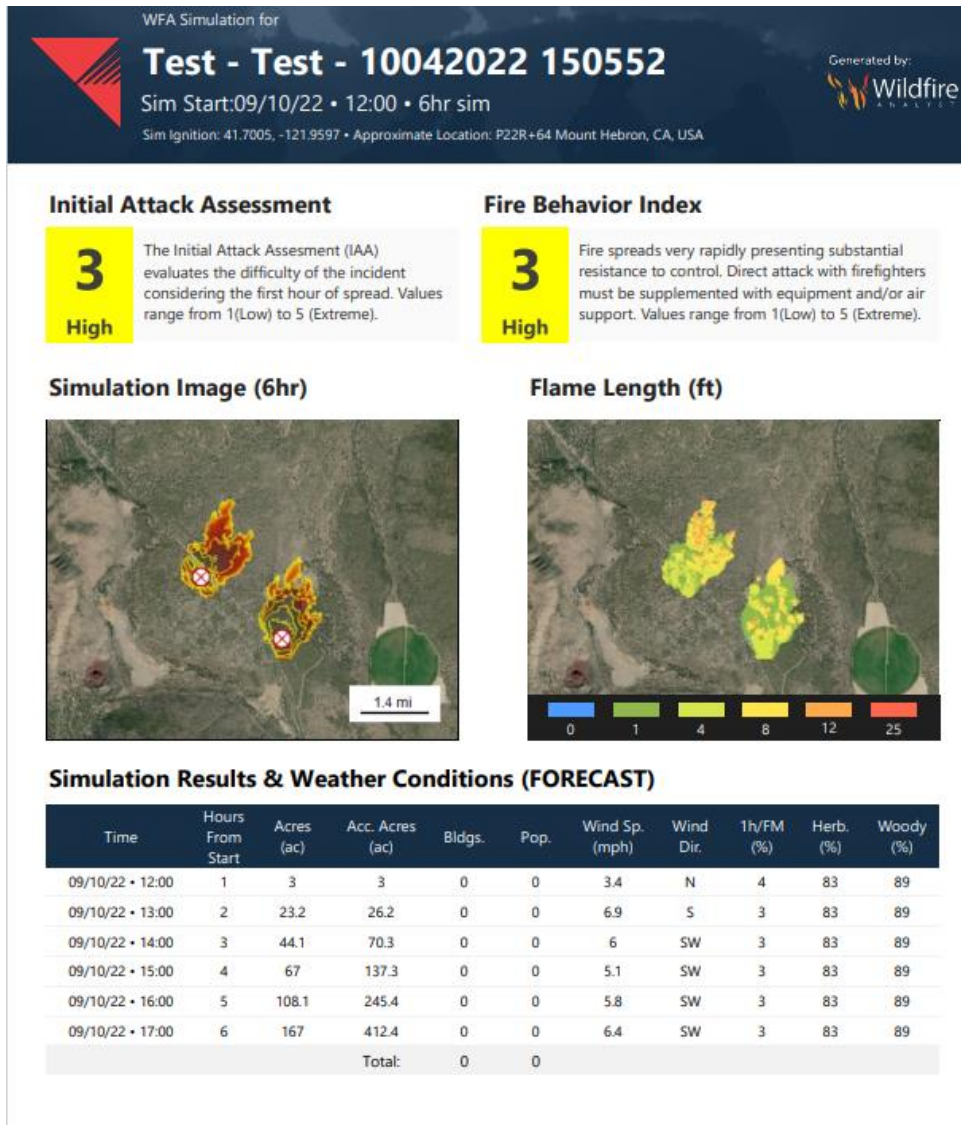 WFA Simulation for
Test - Test - 10042022 150552
Sim Start:09/10/22 • 12:00 • 6hr sim
Sim Ignition: 41.7005, -121.9597 • Approximate Location: P22R+64 Mount Hebron, CA, USA
Generated by:
Wildfire
ANALYST
Initial Attack Assessment
3
High
The Initial Attack Assesment (IAA)
evaluates the difficulty of the incident
considering the first hour of spread. Values
range from 1(Low) to 5 (Extreme).
Fire Behavior Index
3
High
Fire spreads very rapidly presenting substantial
resistance to control. Direct attack with firefighters
must be supplemented with equipment and/or air
support. Values range from 1(Low) to 5 (Extreme).
Simulation Image (6hr)
1.4 mi
Flame Length (ft)
0 1 4 8 12 25
Simulation Results & Weather Conditions (FORECAST)
Time Hours From Start Acres (ac) Acc. Acres (ac) Bldgs. Pop. Wind Sp. (mph) Wind Dir. 1h/FM (%) Herb. (%) Woody (%)
09/10/22 • 12:00 1 3 3 0 0 3.4 N 4 83 89
09/10/22 • 13:00 2 23.2 26.2 0 0 6.9 S 3 83 89
09/10/22 • 14:00 3 44.1 70.3 0 0 6 SW 3 83 89
09/10/22 • 15:00 4 67 137.3 0 0 5.1 SW 3 83 89
09/10/22 • 16:00 5 108.1 245.4 0 0 5.8 SW 3 83 89
09/10/22 • 17:00 6 167 412.4 0 0 6.4 SW 3 83 89
Total: 0 0